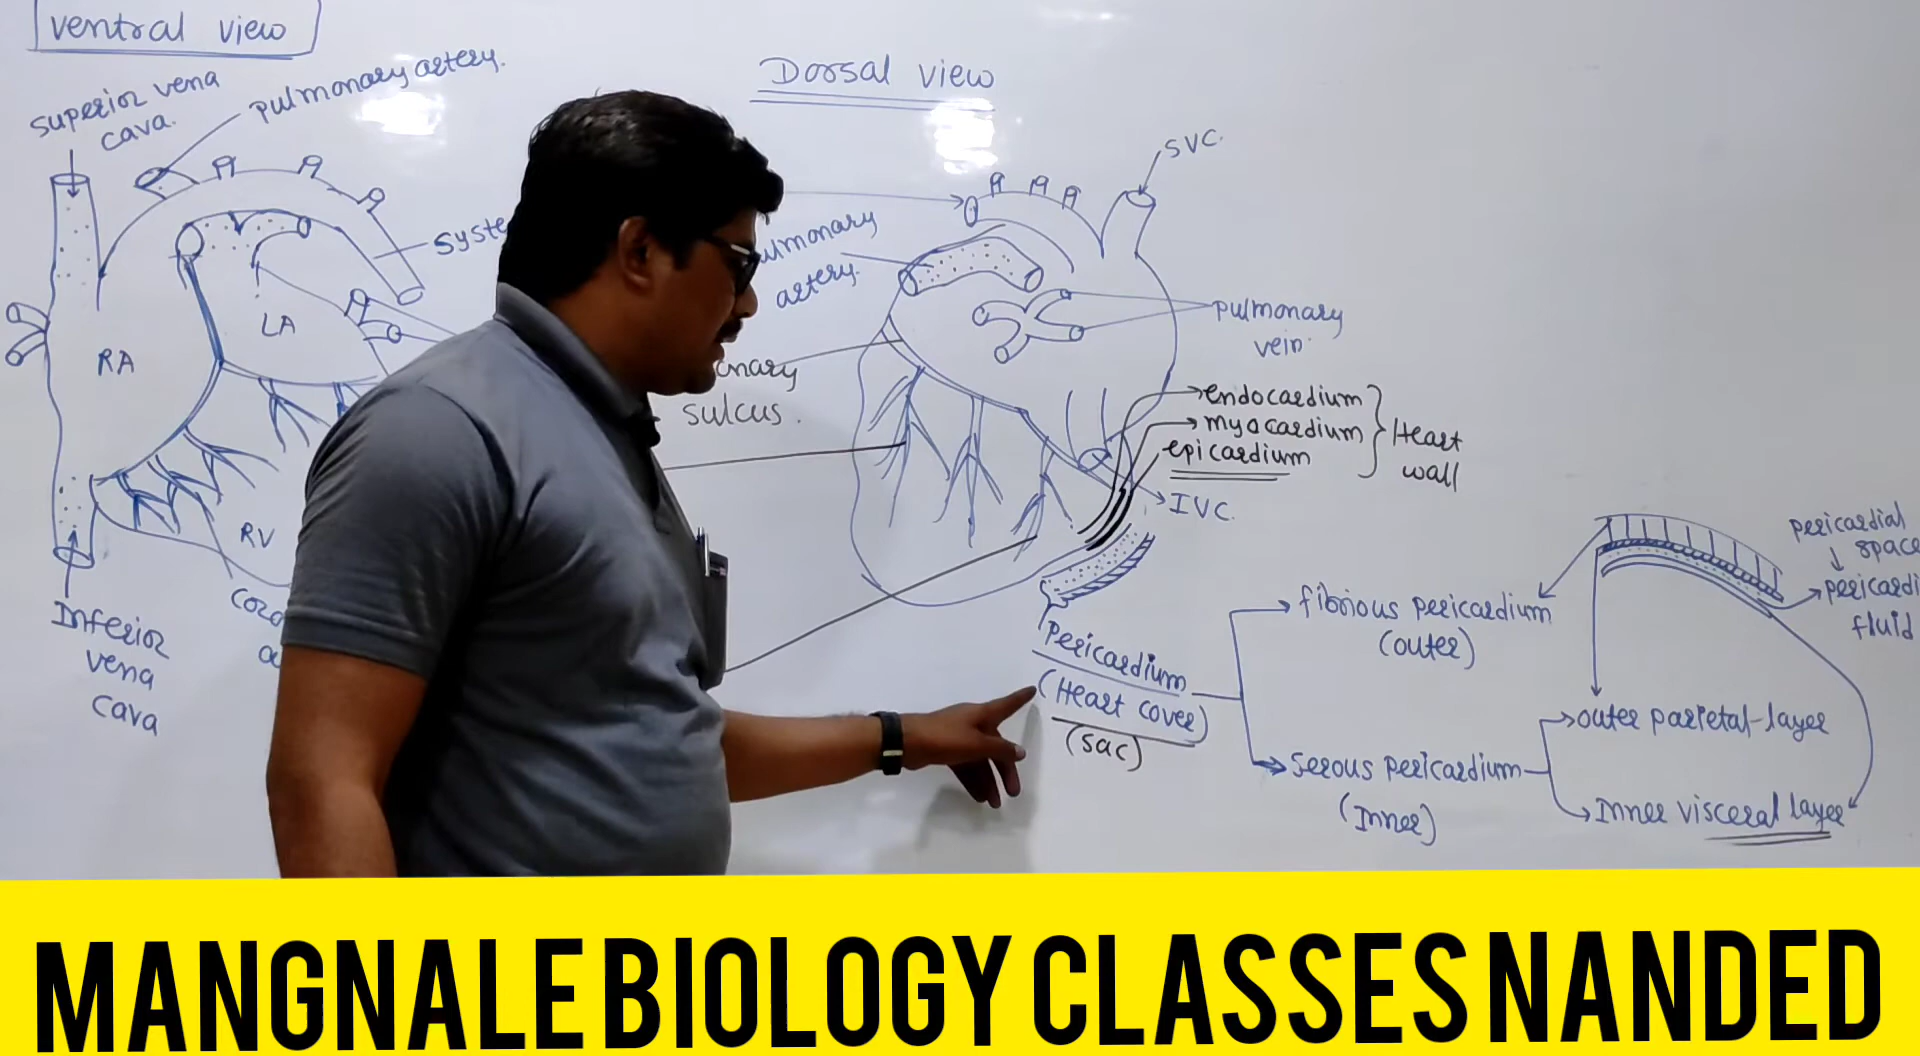 ventral view
superior vena
cava.
pulmonary artery.
syste
RA
LA
RV
Inferior
vena
cava
Dorsal view
SVC.
ulmonary
artery.
pulmonary
vein.
onary
sulcus.
endocardium
myocardium
epicardium
Heart
wall
IVC.
Pericardium
(Heart cover)
(sac)
fibrious pericardium
(outer)
serous pericardium
(Inner)
outer parietal-layer
Inner visceral layer
pericardial
space
pericardi
fluid
MANGNALE BIOLOGY CLASSES NANDED